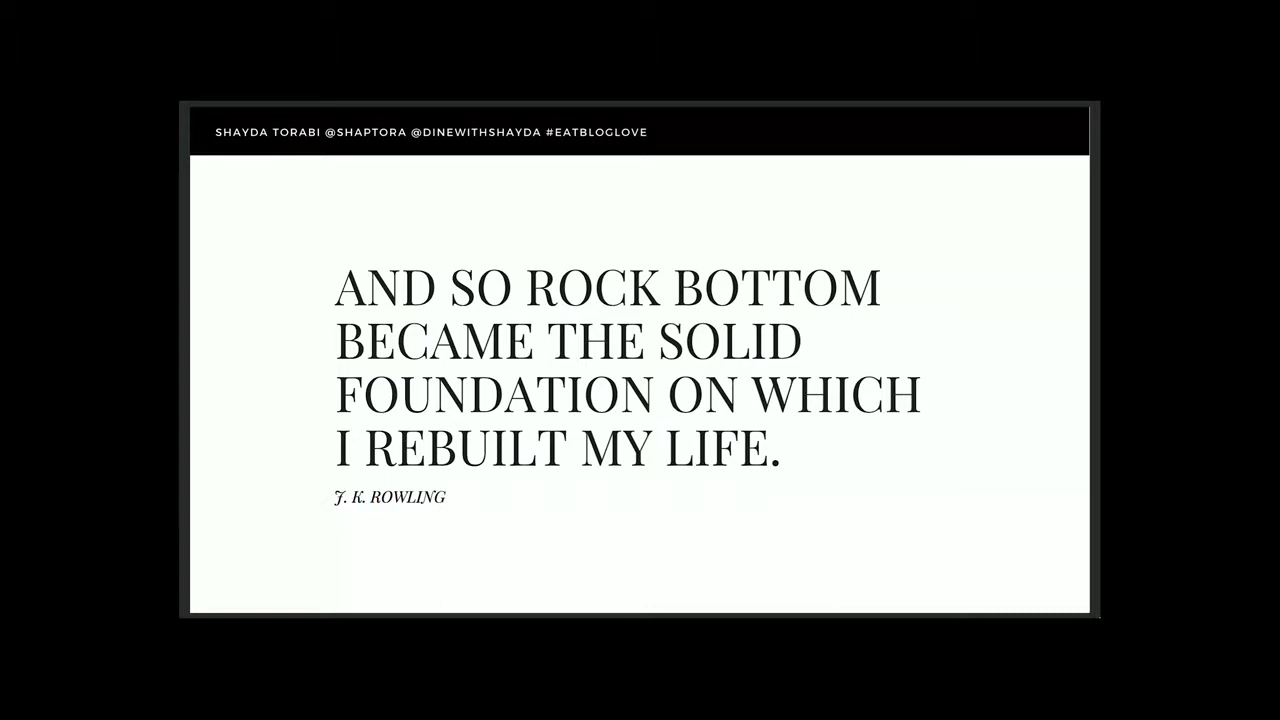 SHAYDA TORABI @SHAPTORA @DINEWITHSHAYDA #EATBLOGLOVE
AND SO ROCK BOTTOM
BECAME THE SOLID
FOUNDATION ON WHICH
I REBUILT MY LIFE.
J. K. ROWLING